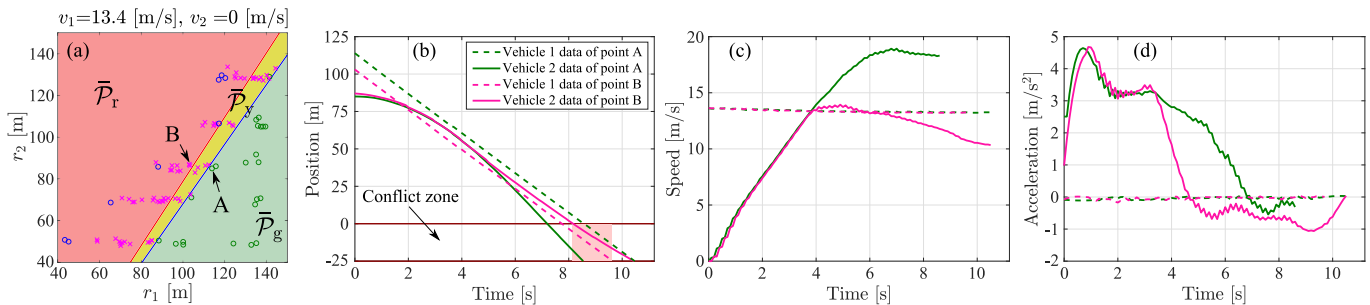 v₁=13.4 [m/s], v₂ =0 [m/s]
(a)
P̄r
P̄y
P̄g
B
A
r₂ [m]
140
120
100
80
60
40
40 60 80 100 120 140
r₁ [m]
(b)
Vehicle 1 data of point A
Vehicle 2 data of point A
Vehicle 1 data of point B
Vehicle 2 data of point B
Conflict zone
Position [m]
125
100
75
50
25
0
-25
0 2 4 6 8 10
Time [s]
(c)
Speed [m/s]
20
15
10
5
0
0 2 4 6 8 10
Time [s]
(d)
Acceleration [m/s²]
5
4
3
2
1
0
-1
-2
0 2 4 6 8 10
Time [s]